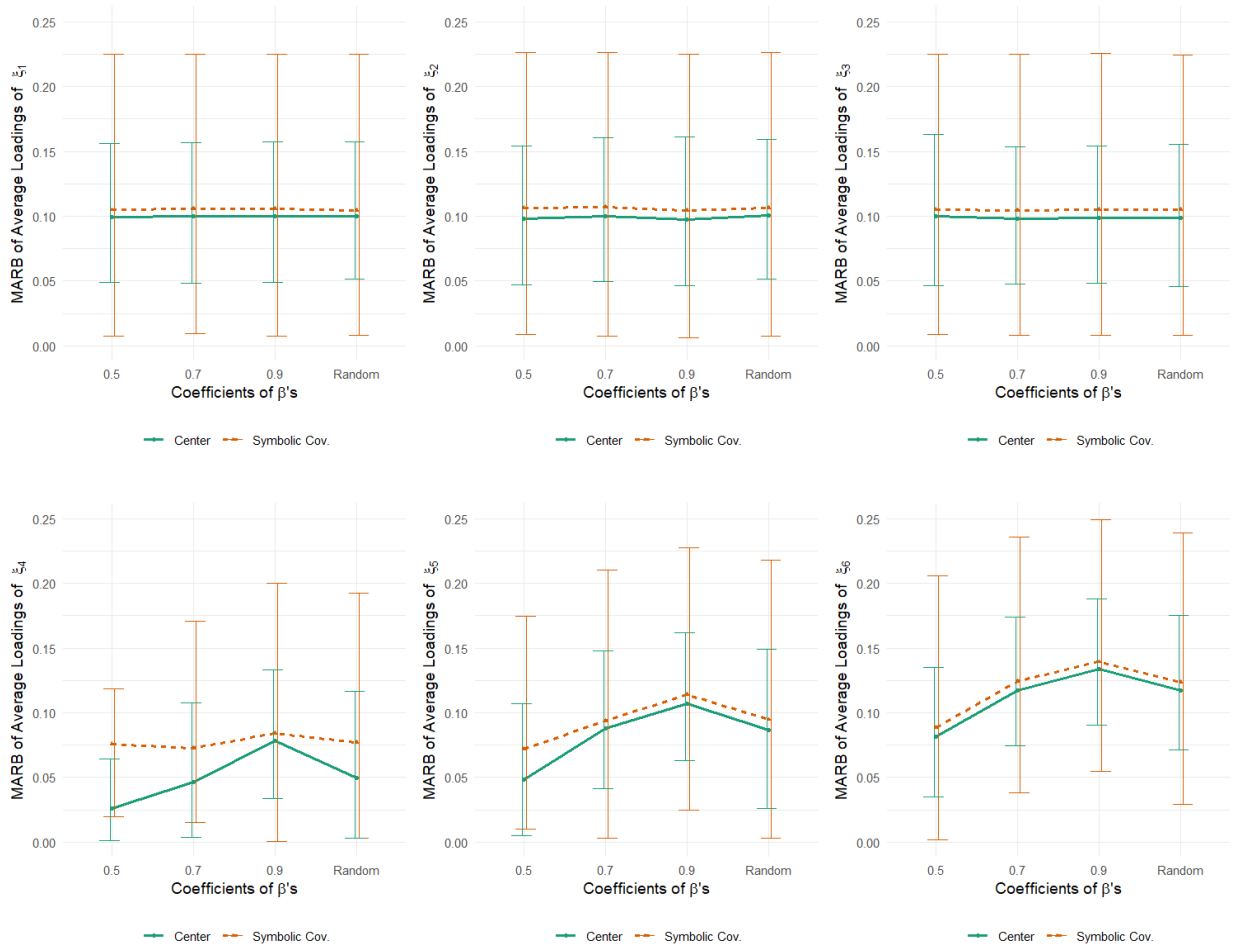 MARB of Average Loadings of ξ1
0.25
0.20
0.15
0.10
0.05
0.00
0.5 0.7 0.9 Random
Coefficients of β's
Center Symbolic Cov.
MARB of Average Loadings of ξ2
0.25
0.20
0.15
0.10
0.05
0.00
0.5 0.7 0.9 Random
Coefficients of β's
Center Symbolic Cov.
MARB of Average Loadings of ξ3
0.25
0.20
0.15
0.10
0.05
0.00
0.5 0.7 0.9 Random
Coefficients of β's
Center Symbolic Cov.
MARB of Average Loadings of ξ4
0.25
0.20
0.15
0.10
0.05
0.00
0.5 0.7 0.9 Random
Coefficients of β's
Center Symbolic Cov.
MARB of Average Loadings of ξ5
0.25
0.20
0.15
0.10
0.05
0.00
0.5 0.7 0.9 Random
Coefficients of β's
Center Symbolic Cov.
MARB of Average Loadings of ξ6
0.25
0.20
0.15
0.10
0.05
0.00
0.5 0.7 0.9 Random
Coefficients of β's
Center Symbolic Cov.